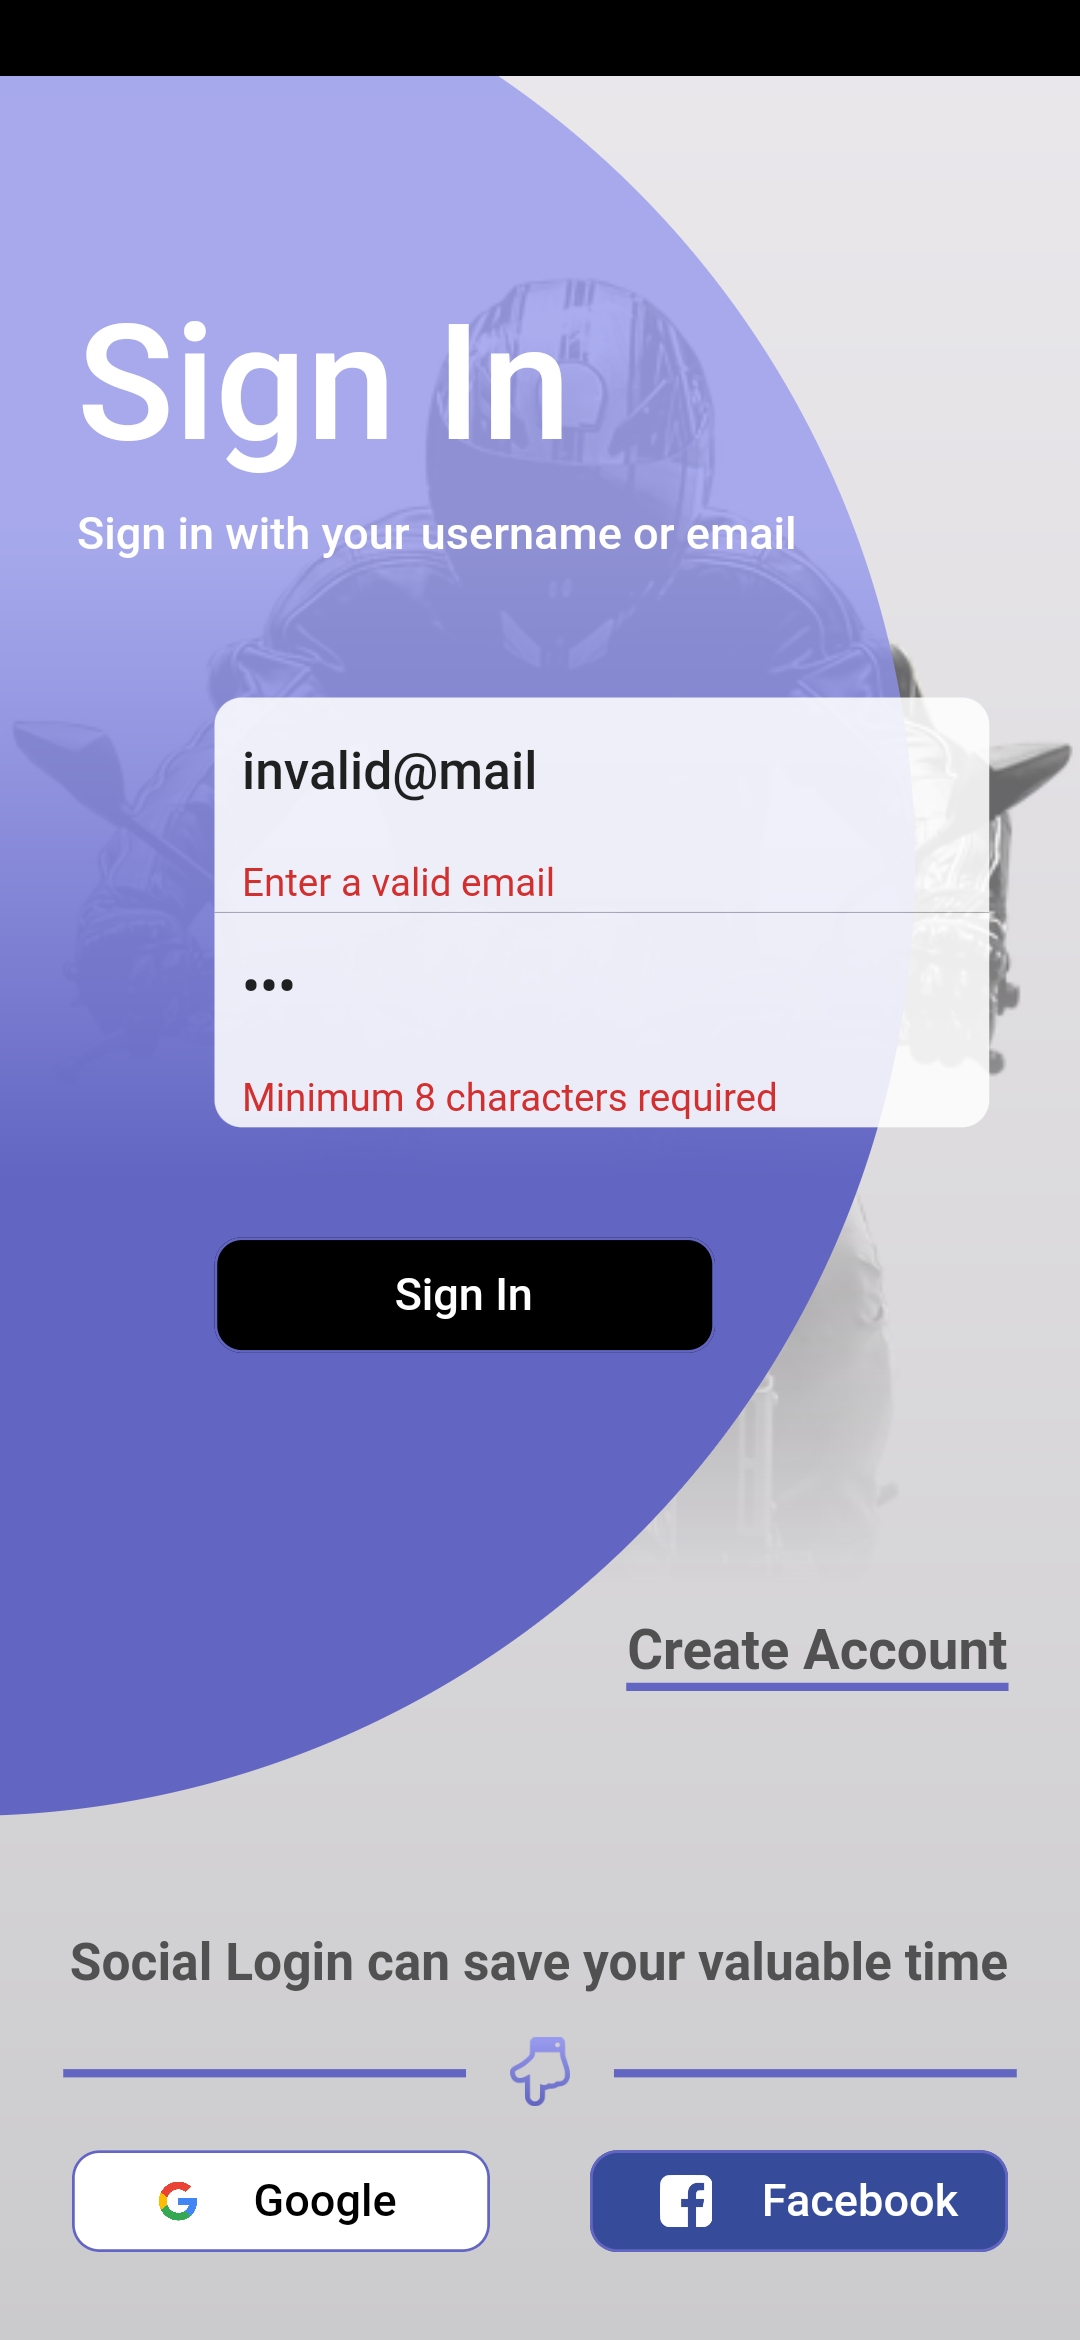 Sign In
Sign in with your username or email
invalid@mail
Enter a valid email
•••
Minimum 8 characters required
Sign In
Create Account
Social Login can save your valuable time
Google
Facebook